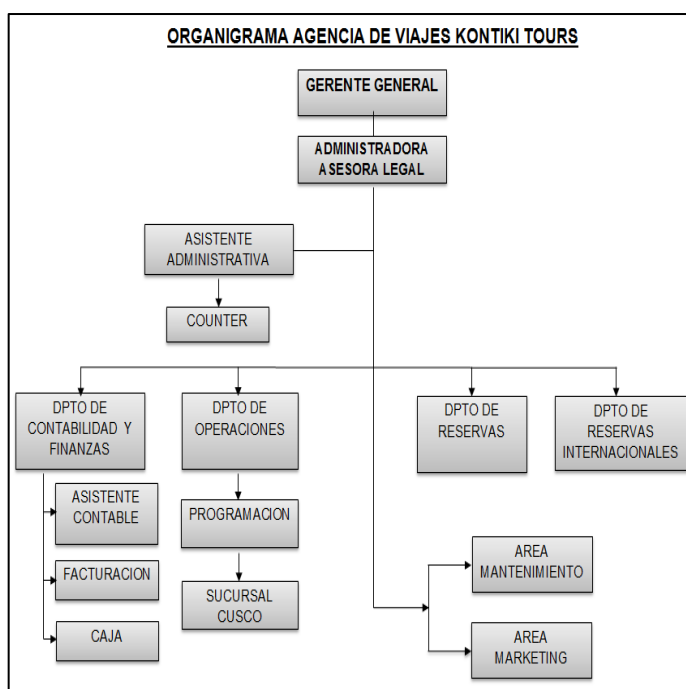 ORGANIGRAMA AGENCIA DE VIAJES KONTIKI TOURS
GERENTE GENERAL
ADMINISTRADORA
ASESORA LEGAL
ASISTENTE
ADMINISTRATIVA
COUNTER
DPTO DE
CONTABILIDAD Y
FINANZAS
DPTO DE
OPERACIONES
DPTO DE
RESERVAS
DPTO DE
RESERVAS
INTERNACIONALES
ASISTENTE
CONTABLE
FACTURACION
CAJA
PROGRAMACION
SUCURSAL
CUSCO
AREA
MANTENIMIENTO
AREA
MARKETING